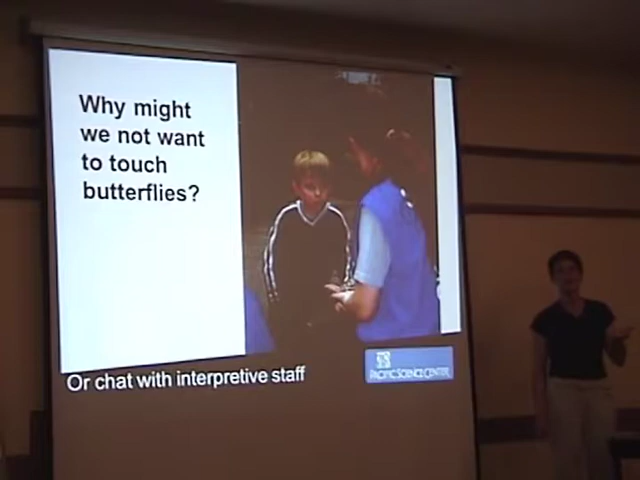 Why might
we not want
to touch
butterflies?
Or chat with interpretive staff
PACIFIC SCIENCE CENTER